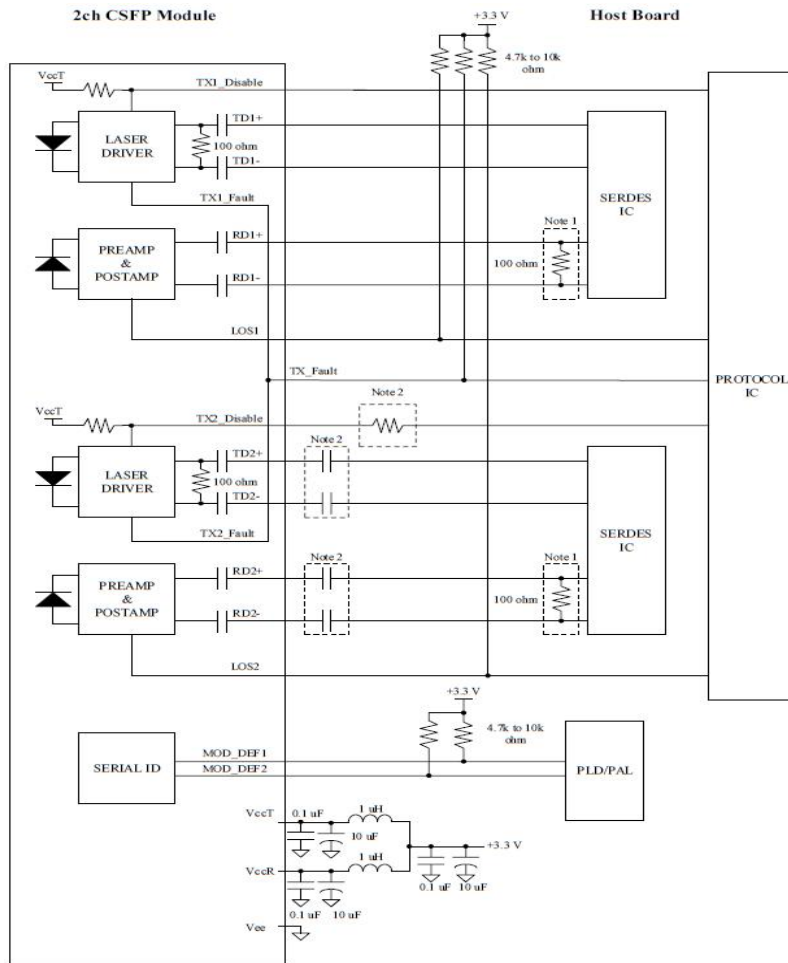 2ch CSFP Module
Host Board
+3.3 V
4.7k to 10k
ohm
VccT
TX1_Disable
LASER
DRIVER
TD1+
100 ohm
TD1-
TX1_Fault
SERDES
IC
PREAMP
&
POSTAMP
RD1+
RD1-
Note 1
100 ohm
LOS1
TX_Fault
PROTOCOL
IC
Note 2
VccT
TX2_Disable
LASER
DRIVER
TD2+
100 ohm
TD2-
Note 2
TX2_Fault
SERDES
IC
PREAMP
&
POSTAMP
RD2+
RD2-
Note 2
Note 1
100 ohm
LOS2
+3.3 V
4.7k to 10k
ohm
SERIAL ID
MOD_DEF1
MOD_DEF2
PLD/PAL
VccT
0.1 uF
10 uF
1 uH
+3.3 V
1 uH
VccR
0.1 uF
10 uF
0.1 uF
10 uF
Vee